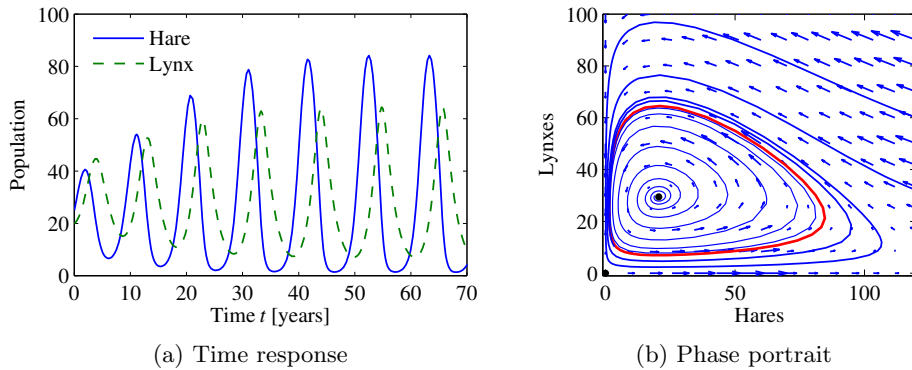 100
80
60
40
20
0
Population
Hare
Lynx
0 10 20 30 40 50 60 70
Time t [years]
(a) Time response
100
80
60
40
20
0
Lynxes
0 50 100
Hares
(b) Phase portrait